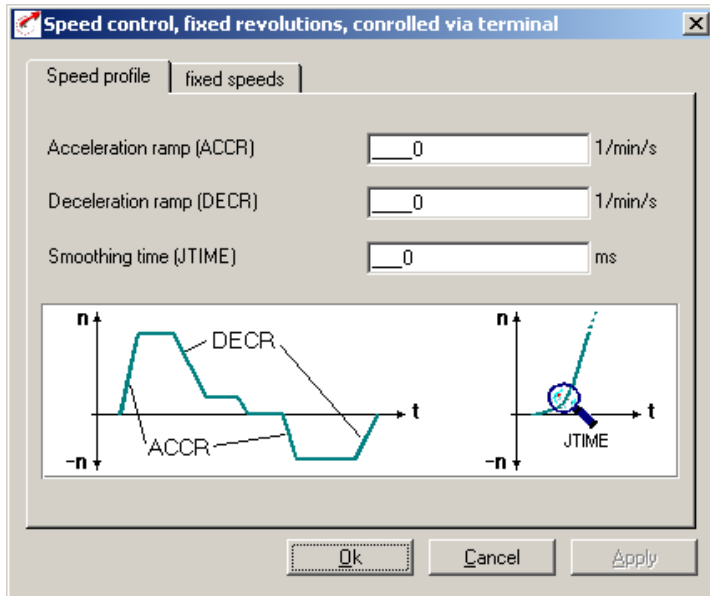 Speed control, fixed revolutions, conrolled via terminal
Speed profile fixed speeds
Acceleration ramp (ACCR) ____0 1/min/s
Deceleration ramp (DECR) ____0 1/min/s
Smoothing time (JTIME) ___0 ms
n n
DECR
t t
ACCR JTIME
-n -n
Ok Cancel Apply